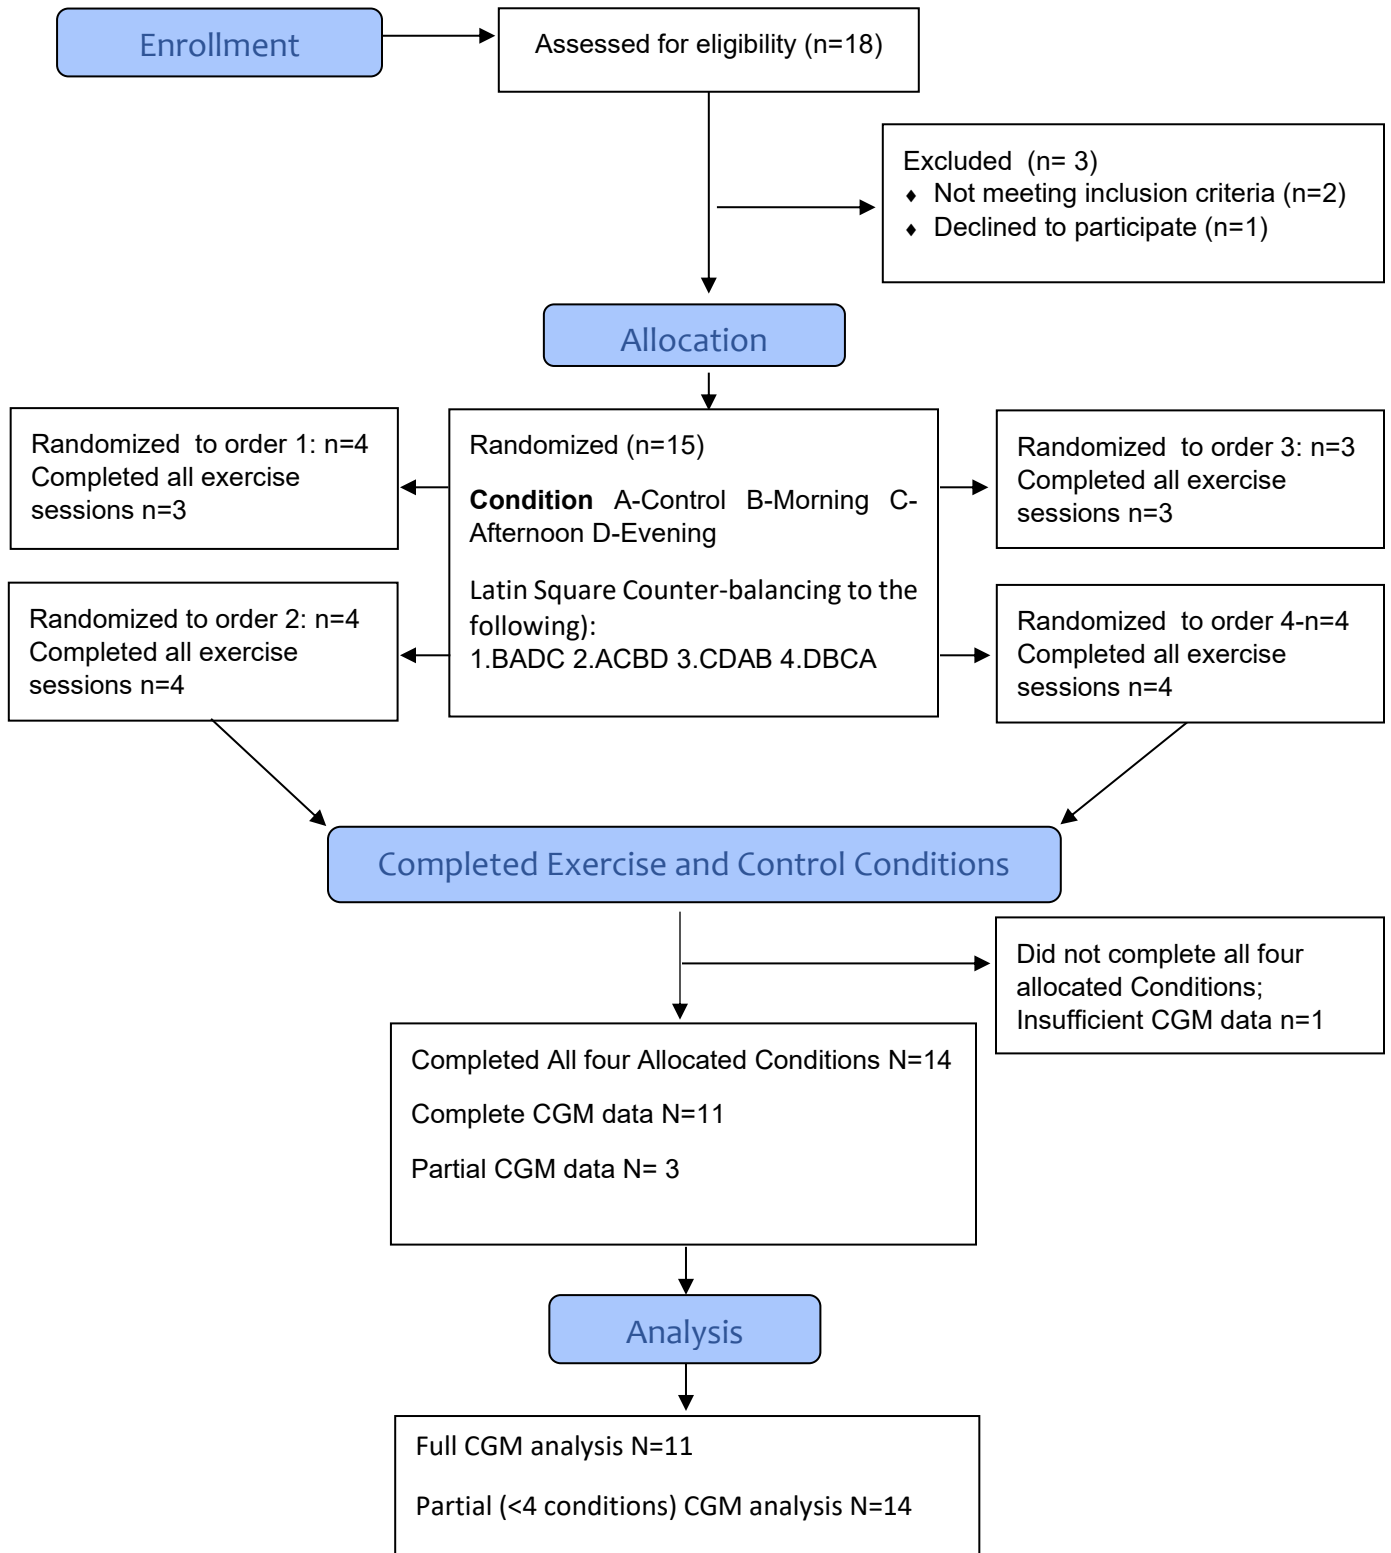 Enrollment
Assessed for eligibility (n=18)
Excluded  (n= 3)
♦ Not meeting inclusion criteria (n=2)
♦ Declined to participate (n=1)
Allocation
Randomized  to order 1: n=4
Completed all exercise
sessions n=3
Randomized to order 2: n=4
Completed all exercise
sessions n=4
Randomized (n=15)
Condition A-Control B-Morning C-
Afternoon D-Evening
Latin Square Counter-balancing to the
following):
1.BADC 2.ACBD 3.CDAB 4.DBCA
Randomized  to order 3: n=3
Completed all exercise
sessions n=3
Randomized  to order 4-n=4
Completed all exercise
sessions n=4
Completed Exercise and Control Conditions
Did not complete all four
allocated Conditions;
Insufficient CGM data n=1
Completed All four Allocated Conditions N=14
Complete CGM data N=11
Partial CGM data N= 3
Analysis
Full CGM analysis N=11
Partial (<4 conditions) CGM analysis N=14